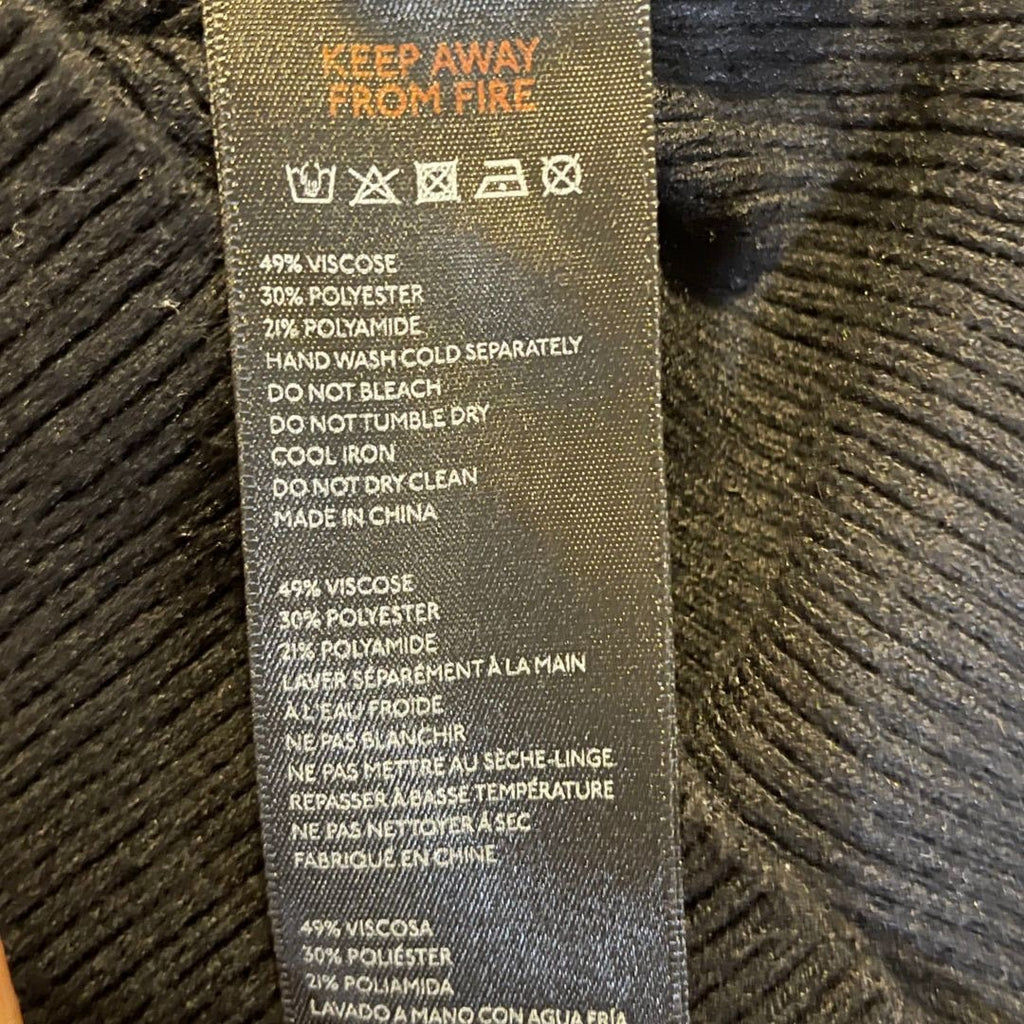 KEEP AWAY
FROM FIRE
49% VISCOSE
30% POLYESTER
21% POLYAMIDE
HAND WASH COLD SEPARATELY
DO NOT BLEACH
DO NOT TUMBLE DRY
COOL IRON
DO NOT DRY CLEAN
MADE IN CHINA
49% VISCOSE
30% POLYESTER
21% POLYAMIDE
LAVER SÉPARÉMENT À LA MAIN
À L'EAU FROIDE
NE PAS BLANCHIR
NE PAS METTRE AU SÈCHE-LINGE
REPASSER À BASSE TEMPÉRATURE
NE PAS NETTOYER À SEC
FABRIQUÉ EN CHINE
49% VISCOSA
30% POLIÉSTER
21% POLIAMIDA
LAVADO A MANO CON AGUA FRÍA